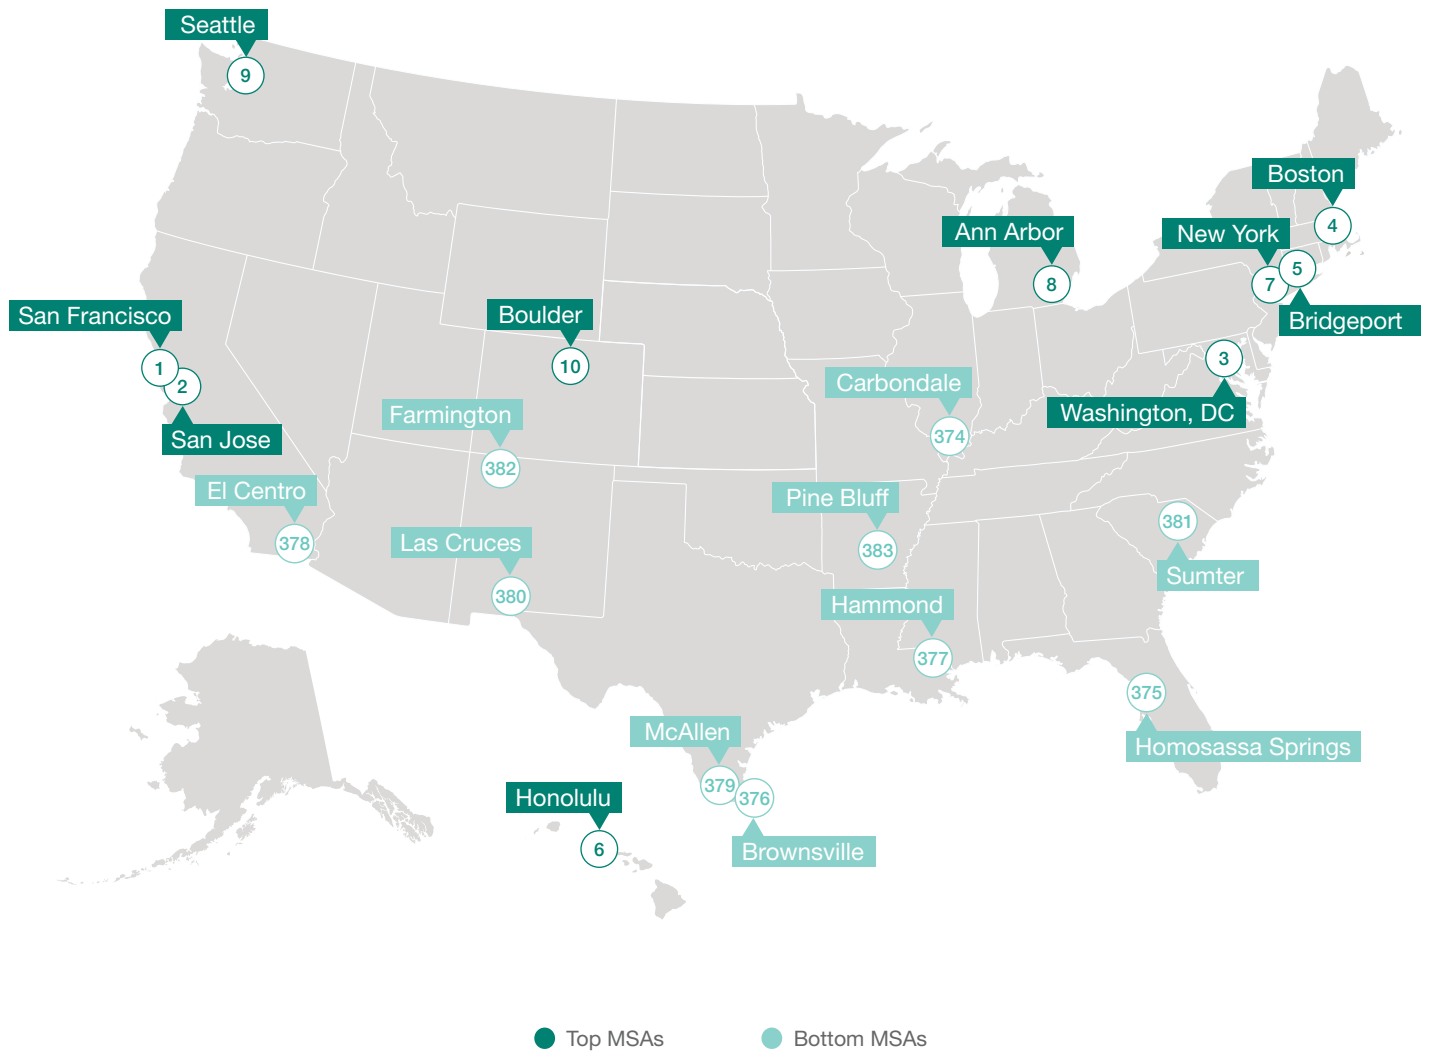 Seattle
9
Boston
4
Ann Arbor
8
New York
7
5
Bridgeport
San Francisco
1
2
San Jose
Boulder
10
3
Washington, DC
Carbondale
374
Farmington
382
El Centro
378
Pine Bluff
383
Las Cruces
380
381
Sumter
Hammond
377
375
Homosassa Springs
McAllen
379
376
Brownsville
Honolulu
6
Top MSAs
Bottom MSAs